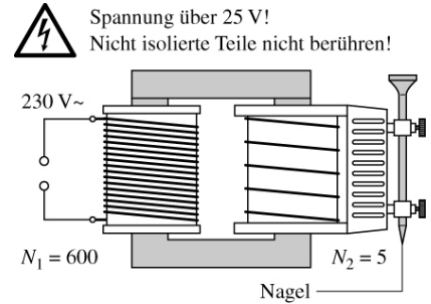 Spannung über 25 V!
Nicht isolierte Teile nicht berühren!
230 V~
N₁ = 600
N₂ = 5
Nagel